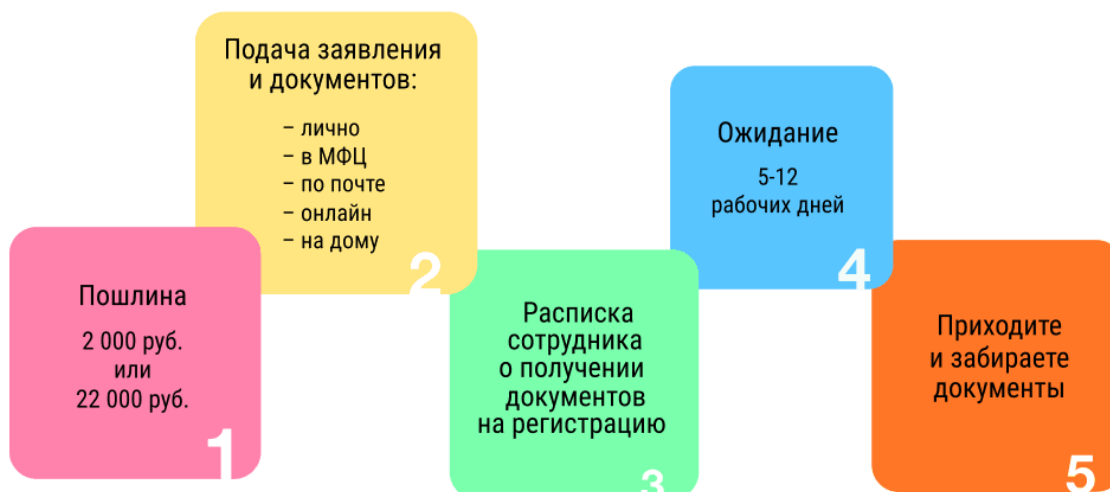 Пошлина
2 000 руб.
или
22 000 руб.
1
Подача заявления
и документов:
– лично
– в МФЦ
– по почте
– онлайн
– на дому
2
Расписка
сотрудника
о получении
документов
на регистрацию
3
Ожидание
5-12
рабочих дней
4
Приходите
и забираете
документы
5